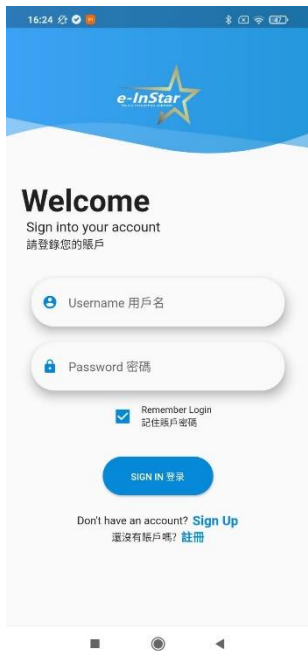 16:24
e-InStar
Welcome
Sign into your account
請登錄您的賬戶
Username 用戶名
Password 密碼
Remember Login
記住賬戶密碼
SIGN IN 登录
Don't have an account? Sign Up
還沒有賬戶嗎? 註冊